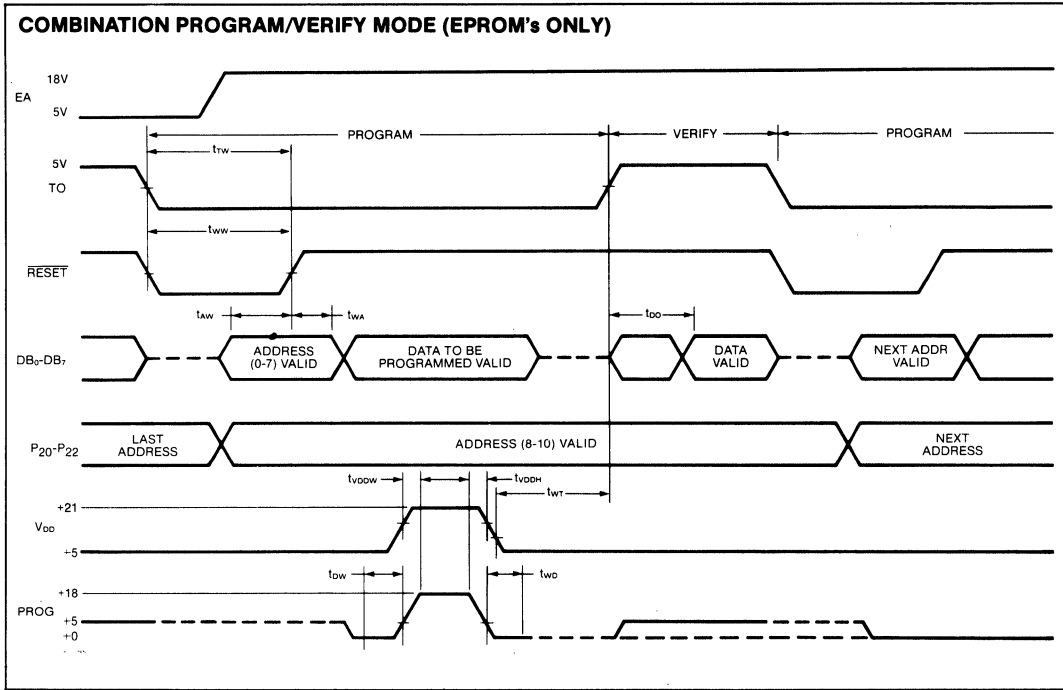 COMBINATION PROGRAM/VERIFY MODE (EPROM's ONLY)
18V
EA
5V
PROGRAM
VERIFY
PROGRAM
tTW
5V
TO
tWW
RESET
tAW
tWA
tDO
DB0-DB7
ADDRESS
(0-7) VALID
DATA TO BE
PROGRAMMED VALID
DATA
VALID
NEXT ADDR
VALID
P20-P22
LAST
ADDRESS
ADDRESS (8-10) VALID
NEXT
ADDRESS
tVDDW
tVDDH
tWT
+21
VDD
+5
tDW
tWD
+18
PROG
+5
+0